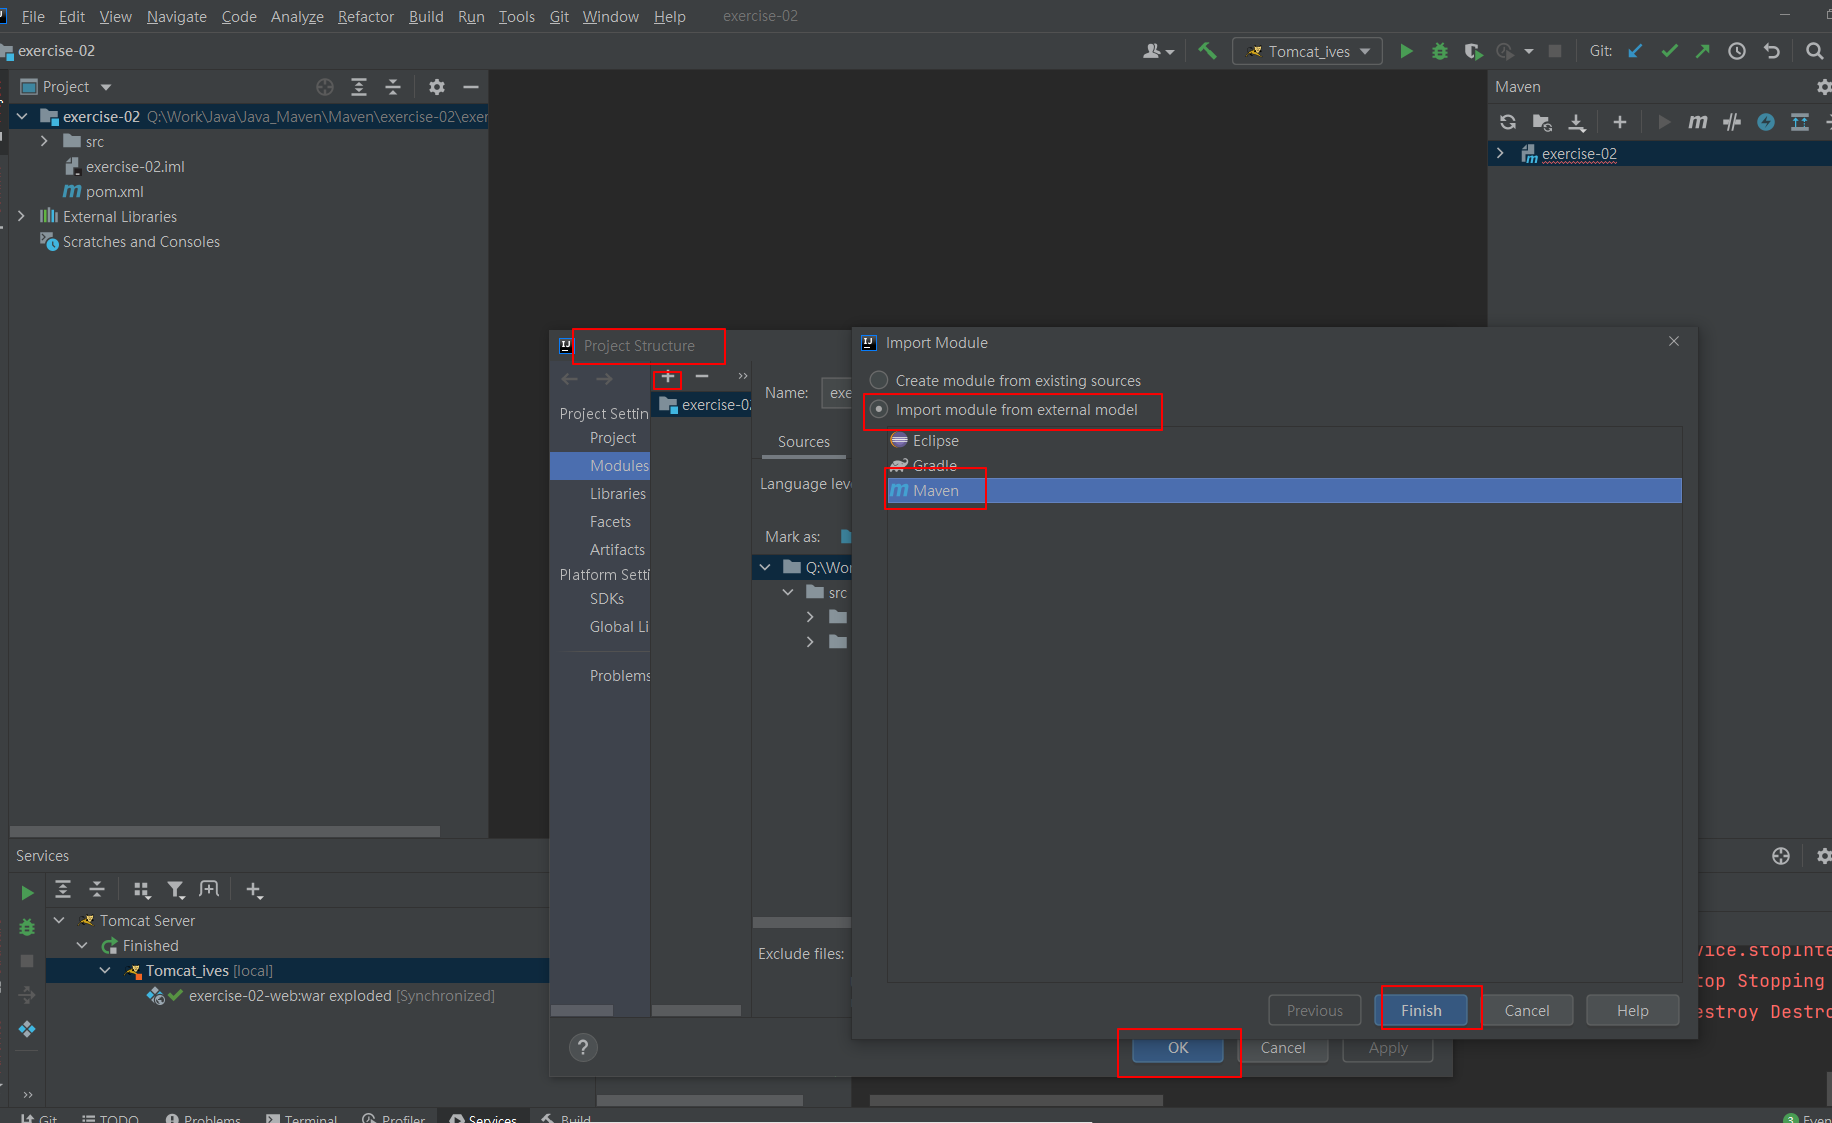 File Edit View Navigate Code Analyze Refactor Build Run Tools Git Window Help exercise-02
exercise-02
Tomcat_ives
Git:
Project
exercise-02 Q:\Work\Java\Java_Maven\Maven\exercise-02\exer
src
exercise-02.iml
pom.xml
External Libraries
Scratches and Consoles
Maven
exercise-02
Project Structure
Project Settin
Project
Modules
Libraries
Facets
Artifacts
Platform Setti
SDKs
Global Li
Problems
exercise-02
Name: exe
Sources
Language leve
Mark as:
Q:\Wor
src
Exclude files:
OK
Cancel
Apply
Import Module
Create module from existing sources
Import module from external model
Eclipse
Gradle
Maven
Previous
Finish
Cancel
Help
Services
Tomcat Server
Finished
Tomcat_ives [local]
exercise-02-web:war exploded [Synchronized]
vice.stopInte
top Stopping
estroy Destro
Git TODO Problems Terminal Profiler Services Build
3 Even